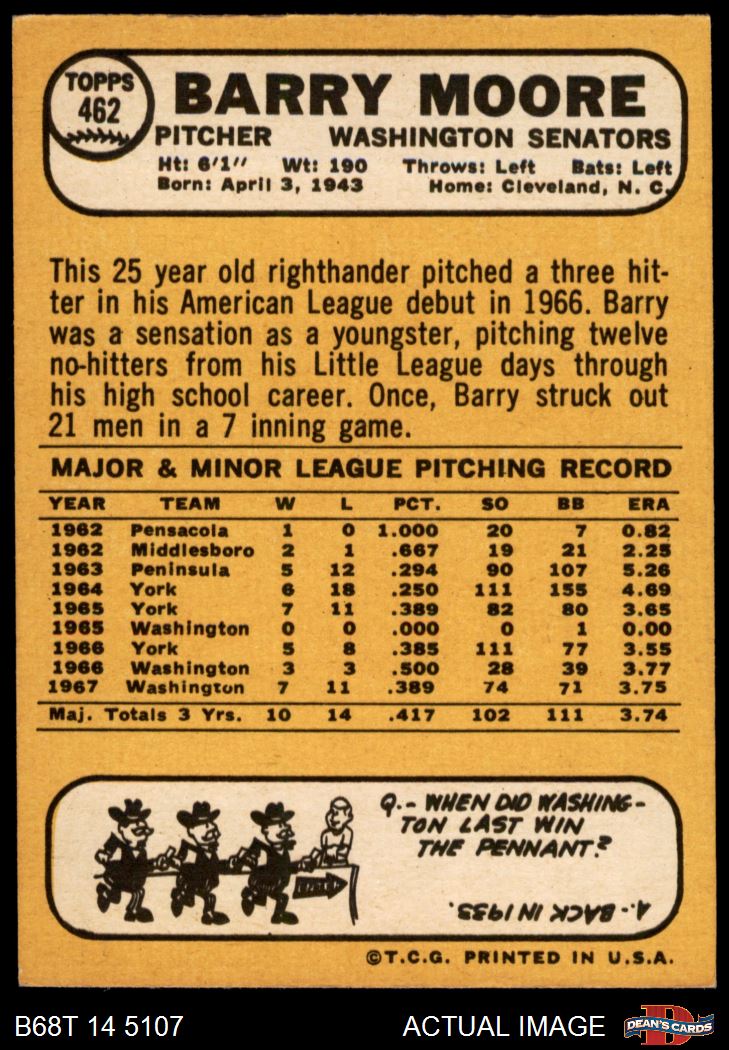 TOPPS
462
BARRY MOORE
PITCHER WASHINGTON SENATORS
Ht: 6'1" Wt: 190 Throws: Left Bats: Left
Born: April 3, 1943 Home: Cleveland, N. C.
This 25 year old righthander pitched a three hit-
ter in his American League debut in 1966. Barry
was a sensation as a youngster, pitching twelve
no-hitters from his Little League days through
his high school career. Once, Barry struck out
21 men in a 7 inning game.
MAJOR & MINOR LEAGUE PITCHING RECORD
YEAR TEAM W L PCT. SO BB ERA
1962 Pensacola 1 0 1.000 20 7 0.82
1962 Middlesboro 2 1 .667 19 21 2.25
1963 Peninsula 5 12 .294 90 107 5.26
1964 York 6 18 .250 111 155 4.69
1965 York 7 11 .389 82 80 3.65
1965 Washington 0 0 .000 0 1 0.00
1966 York 5 8 .385 111 77 3.55
1966 Washington 3 3 .500 28 39 3.77
1967 Washington 7 11 .389 74 71 3.75
Maj. Totals 3 Yrs. 10 14 .417 102 111 3.74
Q.- WHEN DID WASHING-
TON LAST WIN
THE PENNANT?
A.- BACK IN 1933.
©T.C.G. PRINTED IN U.S.A.
B68T 14 5107 ACTUAL IMAGE DEAN'S CARDS